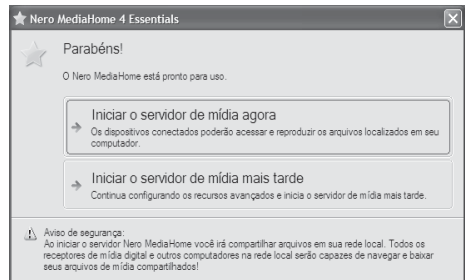 Nero MediaHome 4 Essentials
Parabéns!
O Nero MediaHome está pronto para uso.
Iniciar o servidor de mídia agora
Os dispositivos conectados poderão acessar e reproduzir os arquivos localizados em seu
computador.
Iniciar o servidor de mídia mais tarde
Continua configurando os recursos avançados e inicia o servidor de mídia mais tarde.
Aviso de segurança:
Ao iniciar o servidor Nero MediaHome você irá compartilhar arquivos em sua rede local. Todos os
receptores de mídia digital e outros computadores na rede local serão capazes de navegar e baixar
seus arquivos de mídia compartilhados!